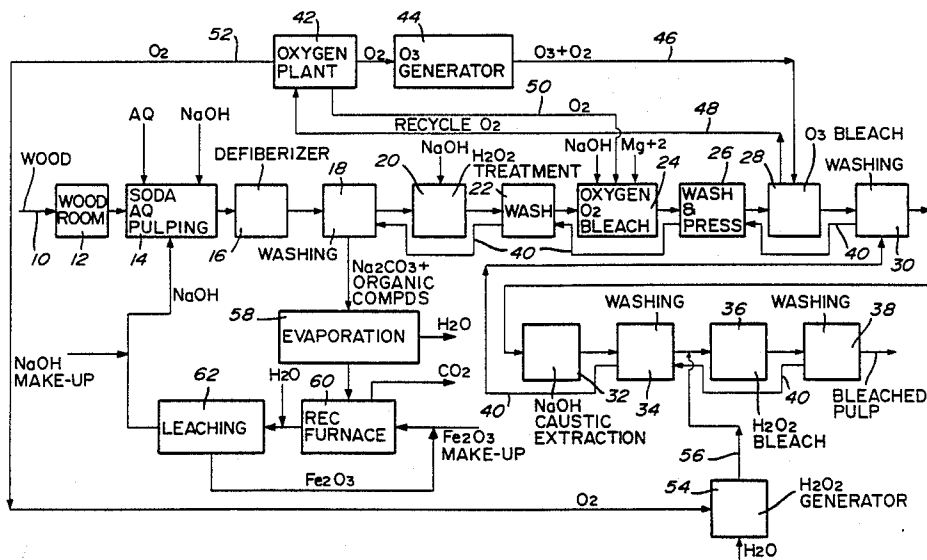 52
O2
42
OXYGEN
PLANT
O2
44
O3
GENERATOR
O3+O2
46
50
O2
RECYCLE O2
48
AQ
NaOH
DEFIBERIZER
18
20
NaOH
H2O2
TREATMENT
22
NaOH
Mg+2
24
26
28
O3 BLEACH
WASHING
WOOD
WOOD
ROOM
SODA
AQ
PULPING
WASH
OXYGEN
O2
BLEACH
WASH
&
PRESS
10
12
14
16
WASHING
40
40
40
30
Na2CO3+
ORGANIC
COMPDS
NaOH
58
EVAPORATION
H2O
WASHING
36
WASHING
38
NaOH
MAKE-UP
H2O
CO2
62
60
LEACHING
REC
FURNACE
Fe2O3
MAKE-UP
Fe2O3
40
32
NaOH
CAUSTIC
EXTRACTION
34
H2O2
BLEACH
40
BLEACHED
PULP
56
54
H2O2
GENERATOR
O2
H2O